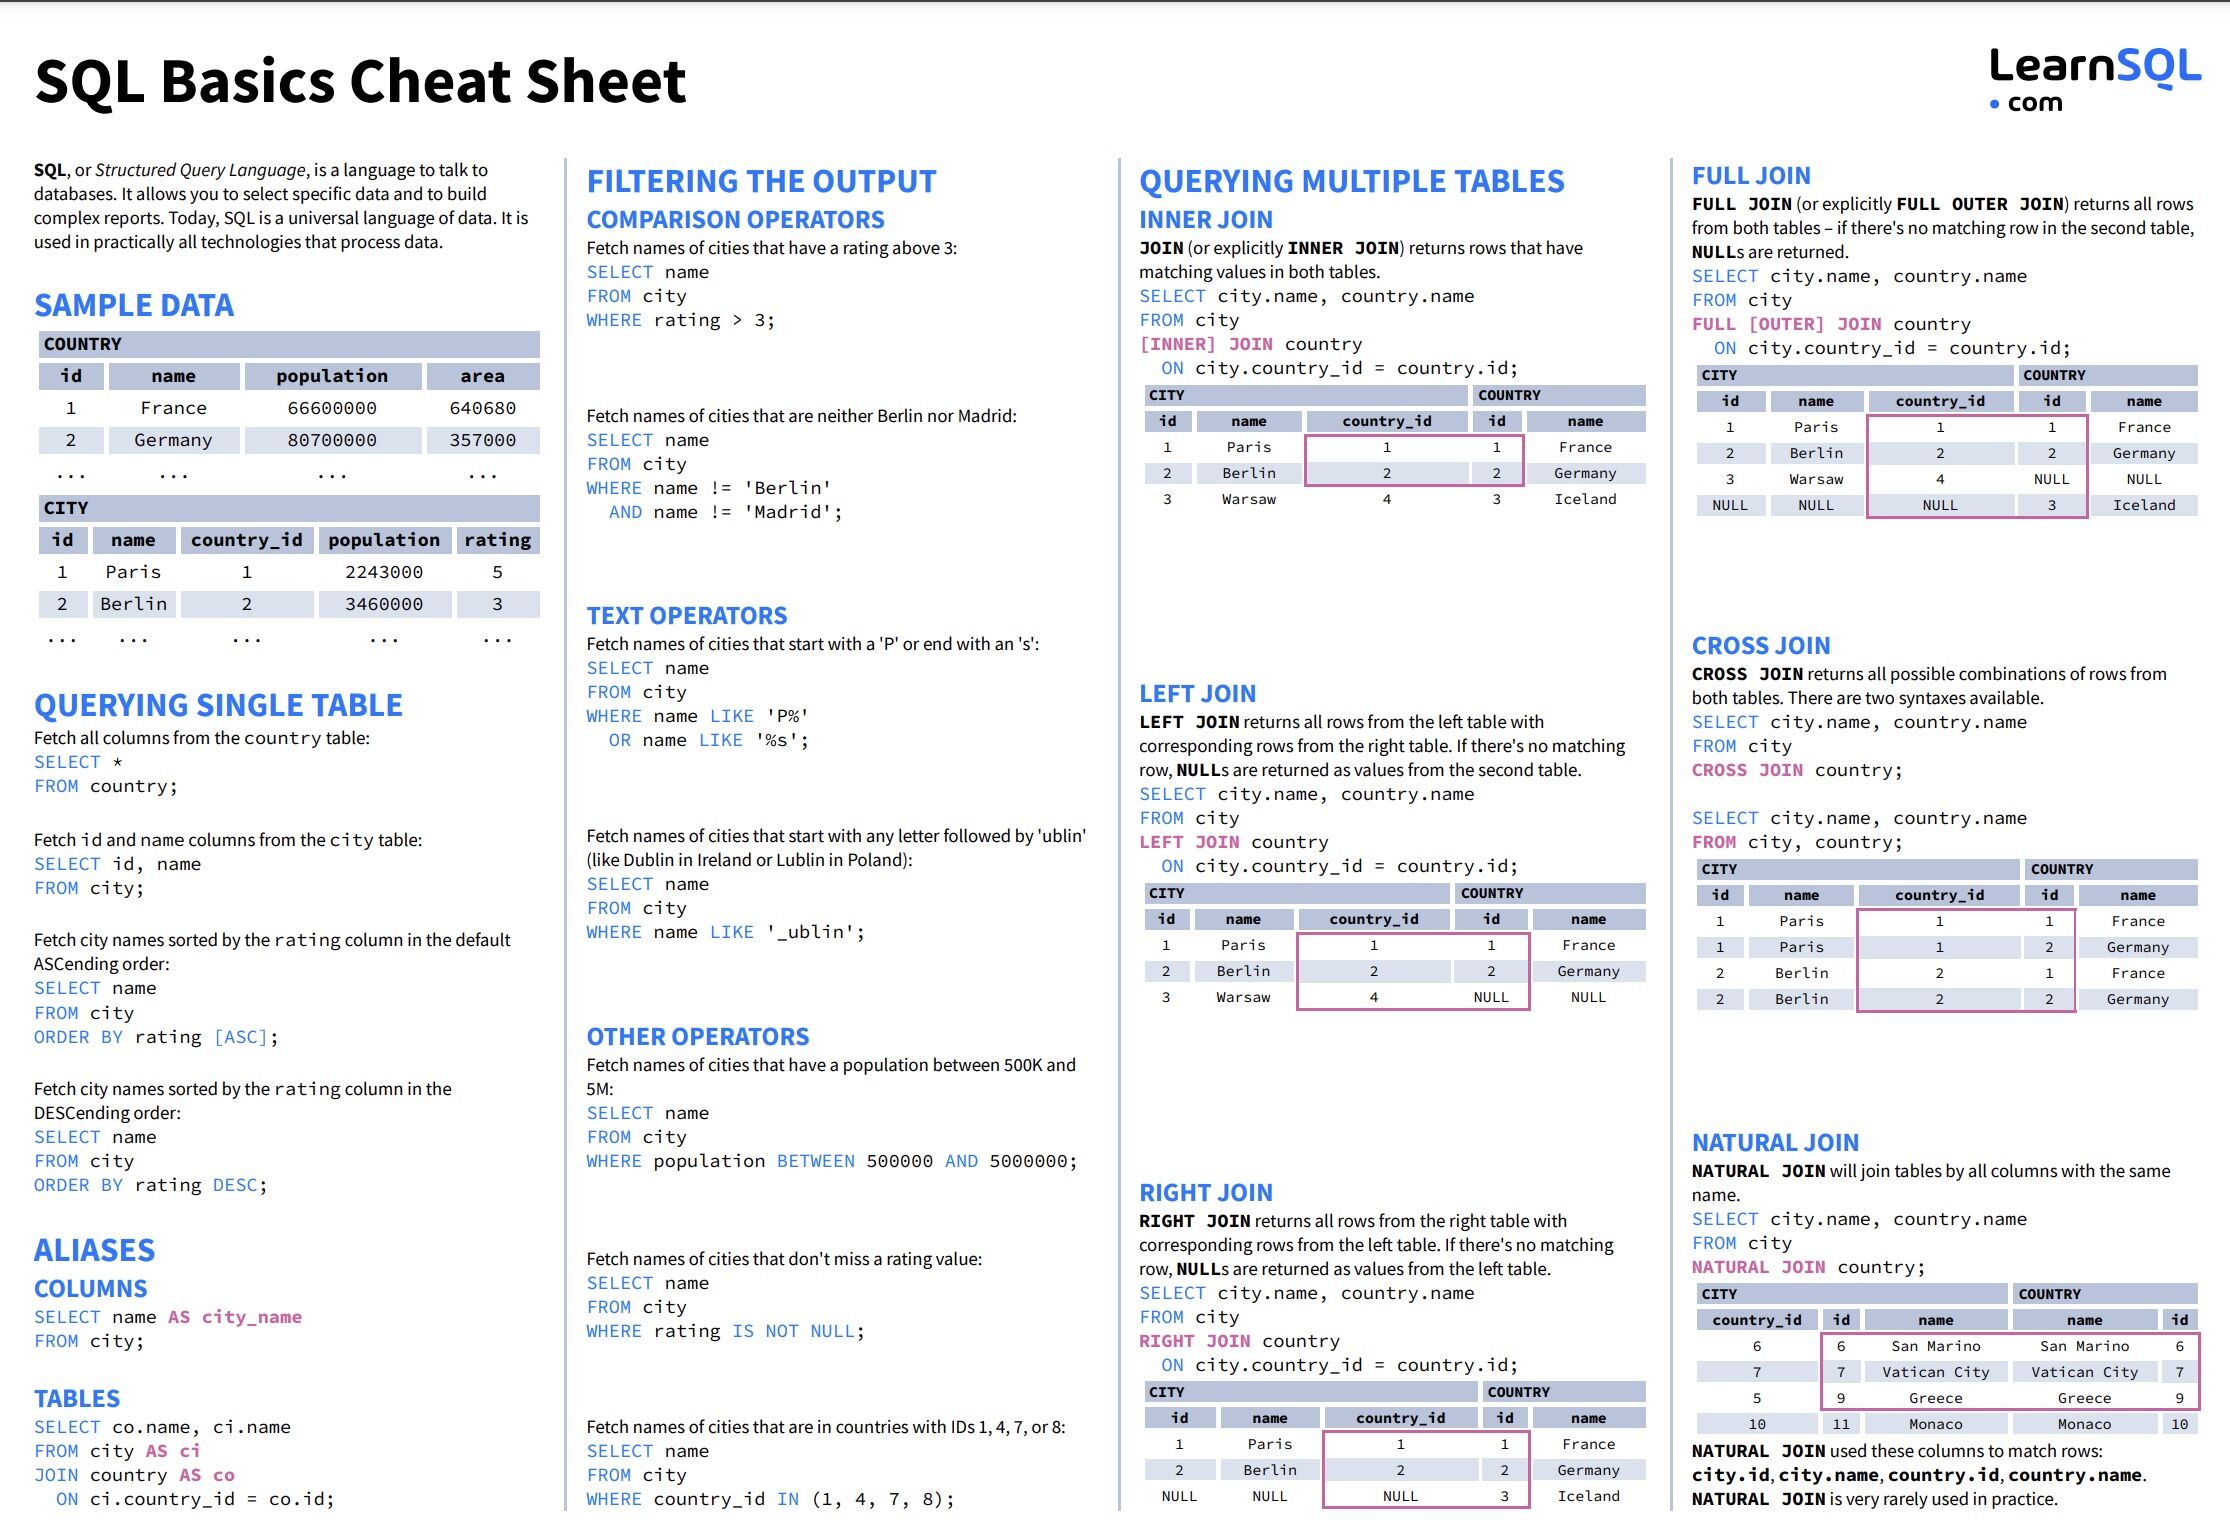 SQL Basics Cheat Sheet
LearnSQL
• com
SQL, or Structured Query Language, is a language to talk to
databases. It allows you to select specific data and to build
complex reports. Today, SQL is a universal language of data. It is
used in practically all technologies that process data.
SAMPLE DATA
COUNTRY
id name population area
1 France 66600000 640680
2 Germany 80700000 357000
... ... ... ...
CITY
id name country_id population rating
1 Paris 1 2243000 5
2 Berlin 2 3460000 3
... ... ... ... ...
QUERYING SINGLE TABLE
Fetch all columns from the country table:
SELECT *
FROM country;
Fetch id and name columns from the city table:
SELECT id, name
FROM city;
Fetch city names sorted by the rating column in the default
ASCending order:
SELECT name
FROM city
ORDER BY rating [ASC];
Fetch city names sorted by the rating column in the
DESCending order:
SELECT name
FROM city
ORDER BY rating DESC;
ALIASES
COLUMNS
SELECT name AS city_name
FROM city;
TABLES
SELECT co.name, ci.name
FROM city AS ci
JOIN country AS co
ON ci.country_id = co.id;
FILTERING THE OUTPUT
COMPARISON OPERATORS
Fetch names of cities that have a rating above 3:
SELECT name
FROM city
WHERE rating > 3;
Fetch names of cities that are neither Berlin nor Madrid:
SELECT name
FROM city
WHERE name != 'Berlin'
AND name != 'Madrid';
TEXT OPERATORS
Fetch names of cities that start with a 'P' or end with an 's':
SELECT name
FROM city
WHERE name LIKE 'P%'
OR name LIKE '%s';
Fetch names of cities that start with any letter followed by 'ublin'
(like Dublin in Ireland or Lublin in Poland):
SELECT name
FROM city
WHERE name LIKE '_ublin';
OTHER OPERATORS
Fetch names of cities that have a population between 500K and
5M:
SELECT name
FROM city
WHERE population BETWEEN 500000 AND 5000000;
Fetch names of cities that don't miss a rating value:
SELECT name
FROM city
WHERE rating IS NOT NULL;
Fetch names of cities that are in countries with IDs 1, 4, 7, or 8:
SELECT name
FROM city
WHERE country_id IN (1, 4, 7, 8);
QUERYING MULTIPLE TABLES
INNER JOIN
JOIN (or explicitly INNER JOIN) returns rows that have
matching values in both tables.
SELECT city.name, country.name
FROM city
[INNER] JOIN country
ON city.country_id = country.id;
CITY COUNTRY
id name country_id id name
1 Paris 1 1 France
2 Berlin 2 2 Germany
3 Warsaw 4 3 Iceland
LEFT JOIN
LEFT JOIN returns all rows from the left table with
corresponding rows from the right table. If there's no matching
row, NULLs are returned as values from the second table.
SELECT city.name, country.name
FROM city
LEFT JOIN country
ON city.country_id = country.id;
CITY COUNTRY
id name country_id id name
1 Paris 1 1 France
2 Berlin 2 2 Germany
3 Warsaw 4 NULL NULL
RIGHT JOIN
RIGHT JOIN returns all rows from the right table with
corresponding rows from the left table. If there's no matching
row, NULLs are returned as values from the left table.
SELECT city.name, country.name
FROM city
RIGHT JOIN country
ON city.country_id = country.id;
CITY COUNTRY
id name country_id id name
1 Paris 1 1 France
2 Berlin 2 2 Germany
NULL NULL NULL 3 Iceland
FULL JOIN
FULL JOIN (or explicitly FULL OUTER JOIN) returns all rows
from both tables – if there's no matching row in the second table,
NULLs are returned.
SELECT city.name, country.name
FROM city
FULL [OUTER] JOIN country
ON city.country_id = country.id;
CITY COUNTRY
id name country_id id name
1 Paris 1 1 France
2 Berlin 2 2 Germany
3 Warsaw 4 NULL NULL
NULL NULL NULL 3 Iceland
CROSS JOIN
CROSS JOIN returns all possible combinations of rows from
both tables. There are two syntaxes available.
SELECT city.name, country.name
FROM city
CROSS JOIN country;
SELECT city.name, country.name
FROM city, country;
CITY COUNTRY
id name country_id id name
1 Paris 1 1 France
1 Paris 1 2 Germany
2 Berlin 2 1 France
2 Berlin 2 2 Germany
NATURAL JOIN
NATURAL JOIN will join tables by all columns with the same
name.
SELECT city.name, country.name
FROM city
NATURAL JOIN country;
CITY COUNTRY
country_id id name name id
6 6 San Marino San Marino 6
7 7 Vatican City Vatican City 7
5 9 Greece Greece 9
10 11 Monaco Monaco 10
NATURAL JOIN used these columns to match rows:
city.id, city.name, country.id, country.name.
NATURAL JOIN is very rarely used in practice.